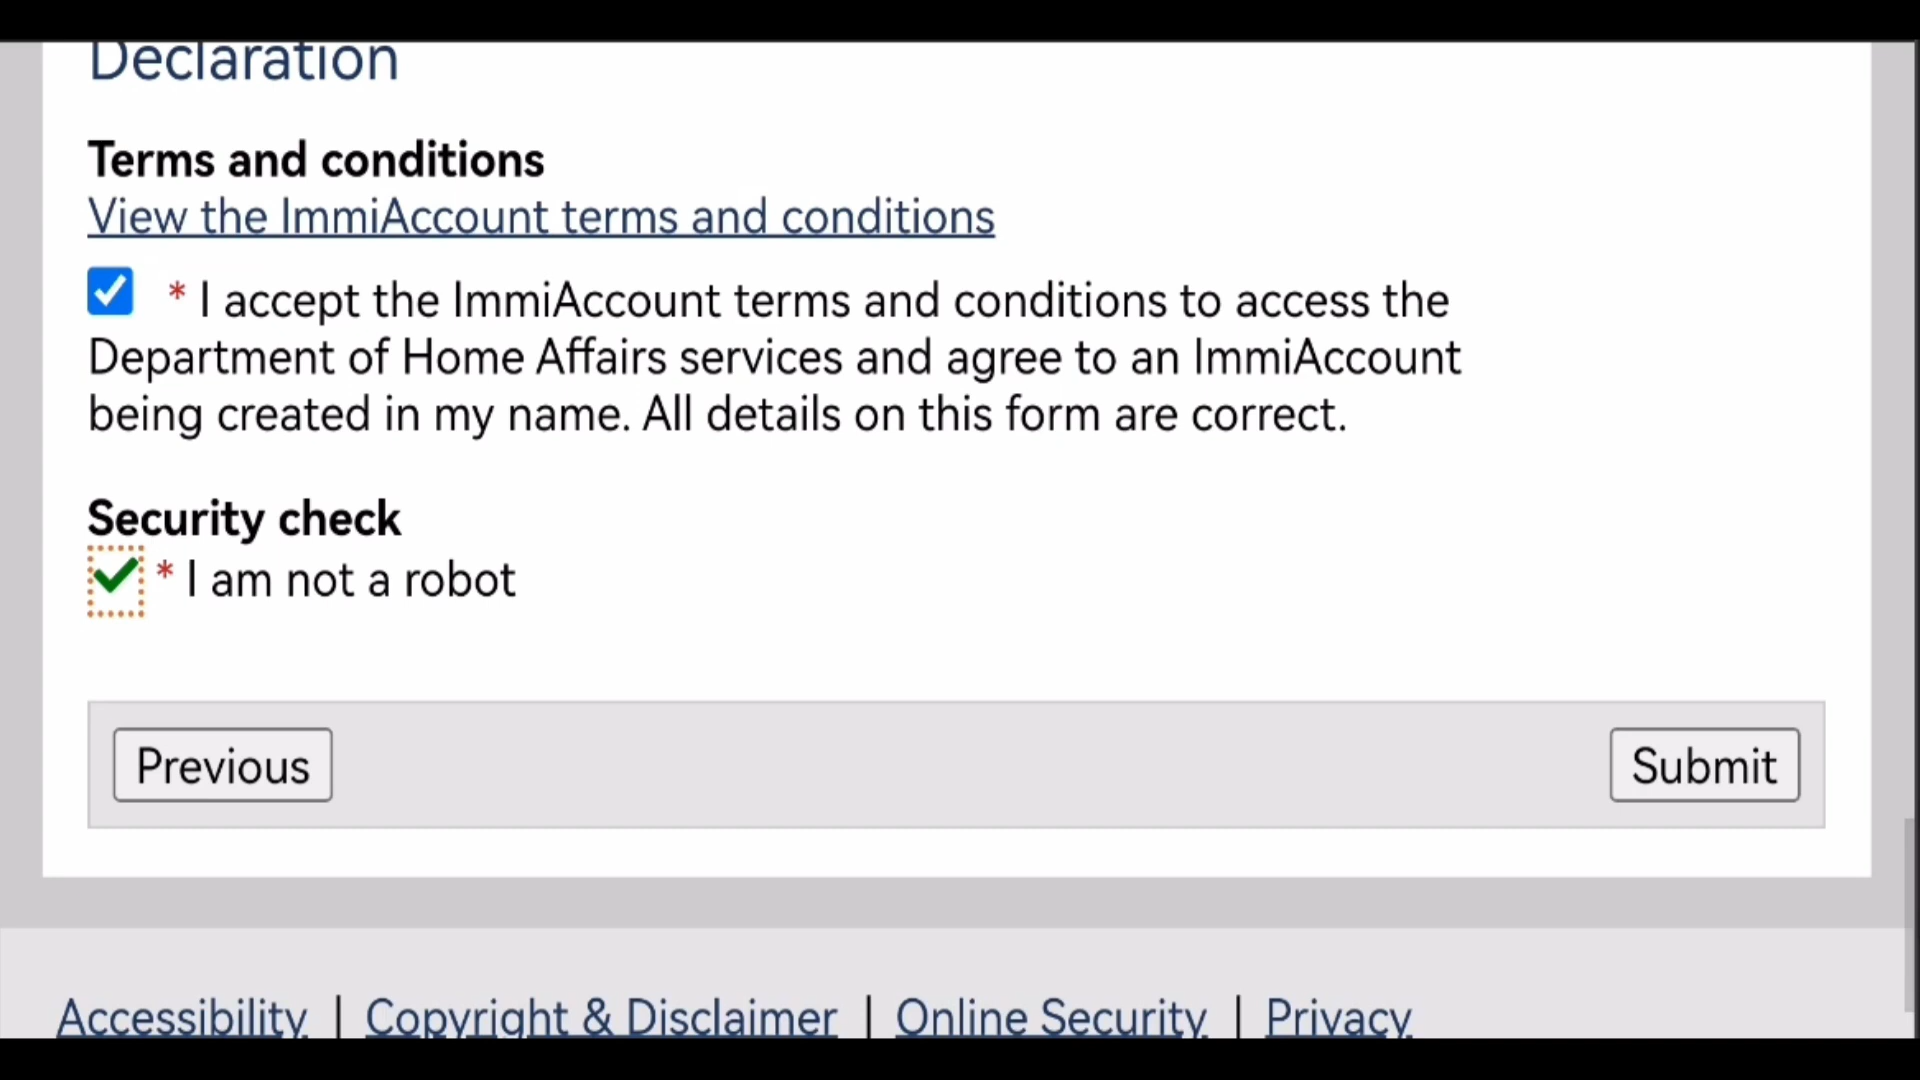 Declaration
Terms and conditions
View the ImmiAccount terms and conditions
* I accept the ImmiAccount terms and conditions to access the
Department of Home Affairs services and agree to an ImmiAccount
being created in my name. All details on this form are correct.
Security check
* I am not a robot
Previous
Submit
Accessibility | Copyright & Disclaimer | Online Security | Privacy